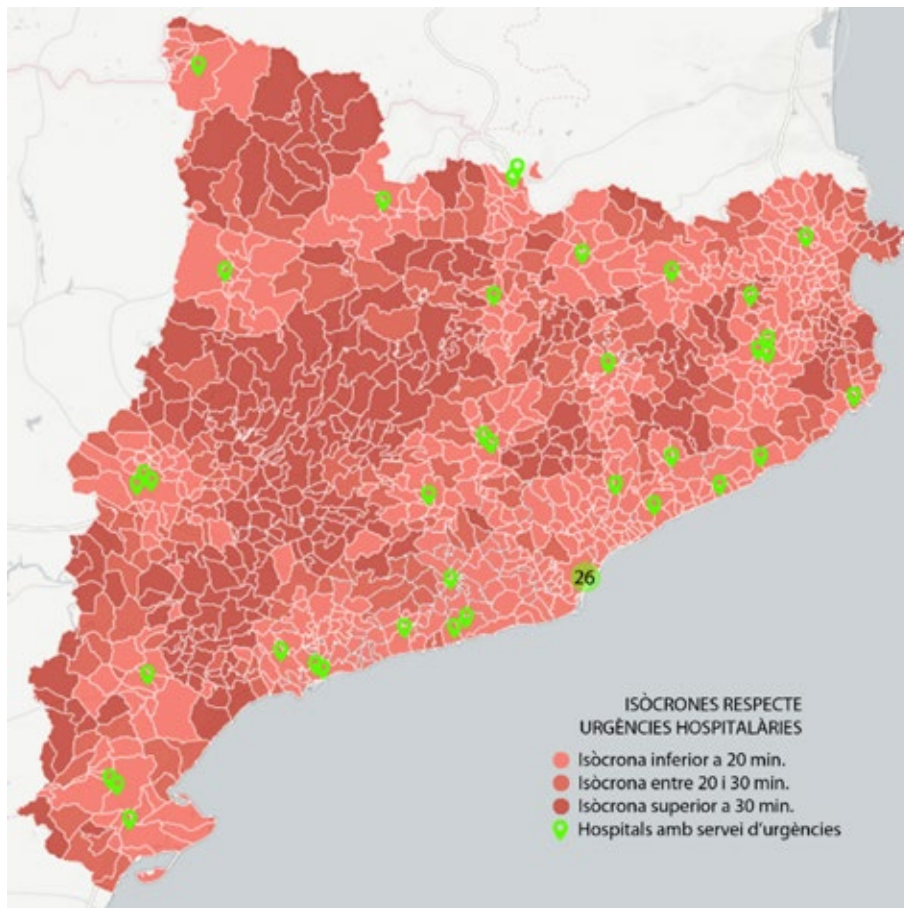 26
ISÒCRONES RESPECTE
URGÈNCIES HOSPITALÀRIES
Isòcrona inferior a 20 min.
Isòcrona entre 20 i 30 min.
Isòcrona superior a 30 min.
Hospitals amb servei d'urgències